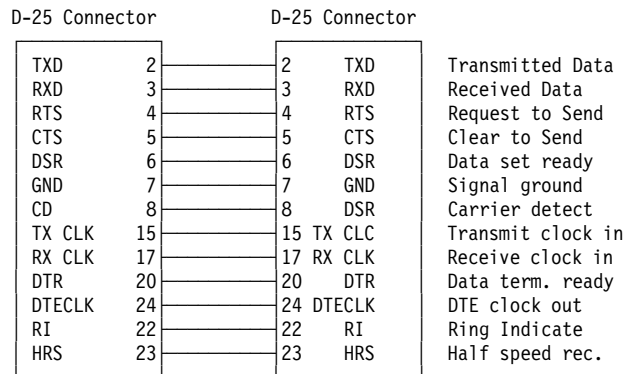 D-25 Connector D-25 Connector
TXD 2 2 TXD Transmitted Data
RXD 3 3 RXD Received Data
RTS 4 4 RTS Request to Send
CTS 5 5 CTS Clear to Send
DSR 6 6 DSR Data set ready
GND 7 7 GND Signal ground
CD 8 8 DSR Carrier detect
TX CLK 15 15 TX CLC Transmit clock in
RX CLK 17 17 RX CLK Receive clock in
DTR 20 20 DTR Data term. ready
DTECLK 24 24 DTECLK DTE clock out
RI 22 22 RI Ring Indicate
HRS 23 23 HRS Half speed rec.